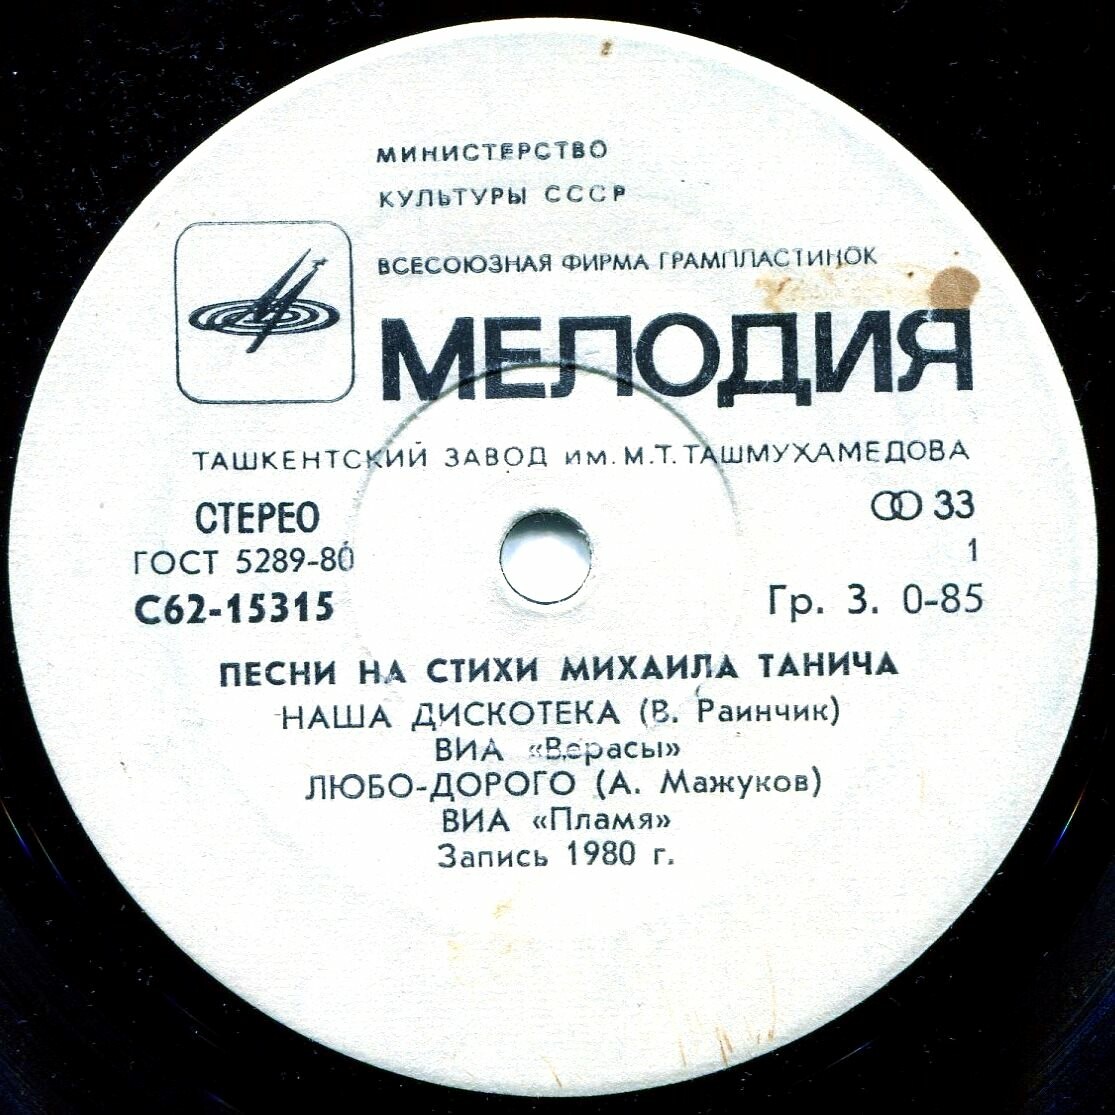 МИНИСТЕРСТВО
КУЛЬТУРЫ СССР
ВСЕСОЮЗНАЯ ФИРМА ГРАМПЛАСТИНОК
МЕЛОДИЯ
ТАШКЕНТСКИЙ ЗАВОД им. М.Т. ТАШМУХАМЕДОВА
СТЕРЕО
33
ГОСТ 5289-80
1
С62-15315
Гр. 3. 0-85
ПЕСНИ НА СТИХИ МИХАИЛА ТАНИЧА
НАША ДИСКОТЕКА (В. Раинчик)
ВИА «Верасы»
ЛЮБО-ДОРОГО (А. Мажуков)
ВИА «Пламя»
Запись 1980 г.